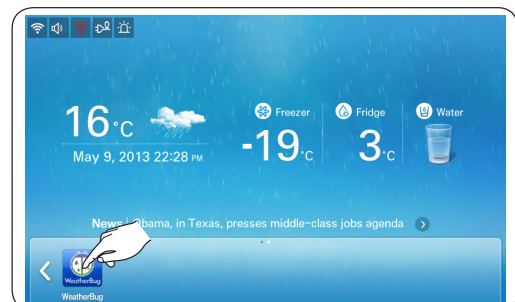 16°C
May 9, 2013 22:28 PM
Freezer
-19°C
Fridge
3°C
Water
News | Obama, in Texas, presses middle-class jobs agenda
WeatherBug
WeatherBug